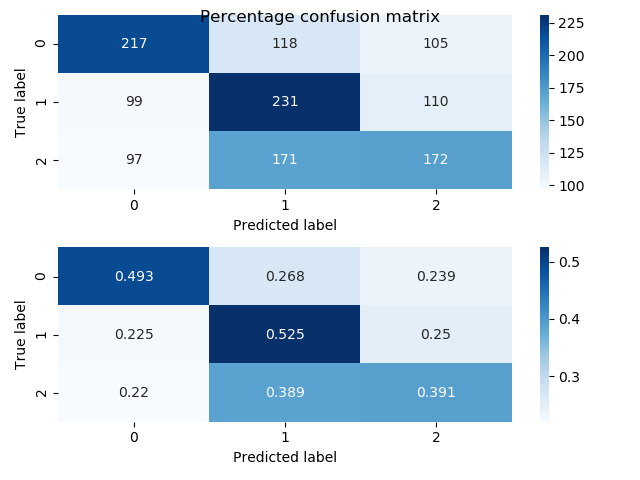 Percentage confusion matrix
True label
0 217 118 105
1 99 231 110
2 97 171 172
0 1 2
Predicted label
225
200
175
150
125
100
True label
0 0.493 0.268 0.239
1 0.225 0.525 0.25
2 0.22 0.389 0.391
0 1 2
Predicted label
0.5
0.4
0.3